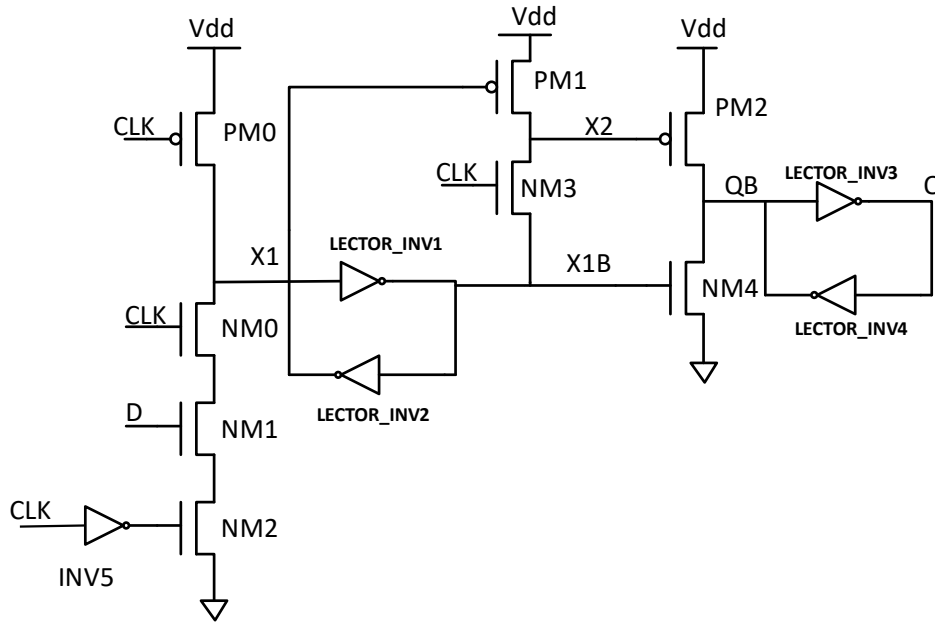 Vdd
Vdd
Vdd
CLK
PM0
PM1
X2
PM2
CLK
NM3
X1
LECTOR_INV1
X1B
QB
LECTOR_INV3
Q
CLK
NM0
NM4
LECTOR_INV4
LECTOR_INV2
D
NM1
CLK
NM2
INV5